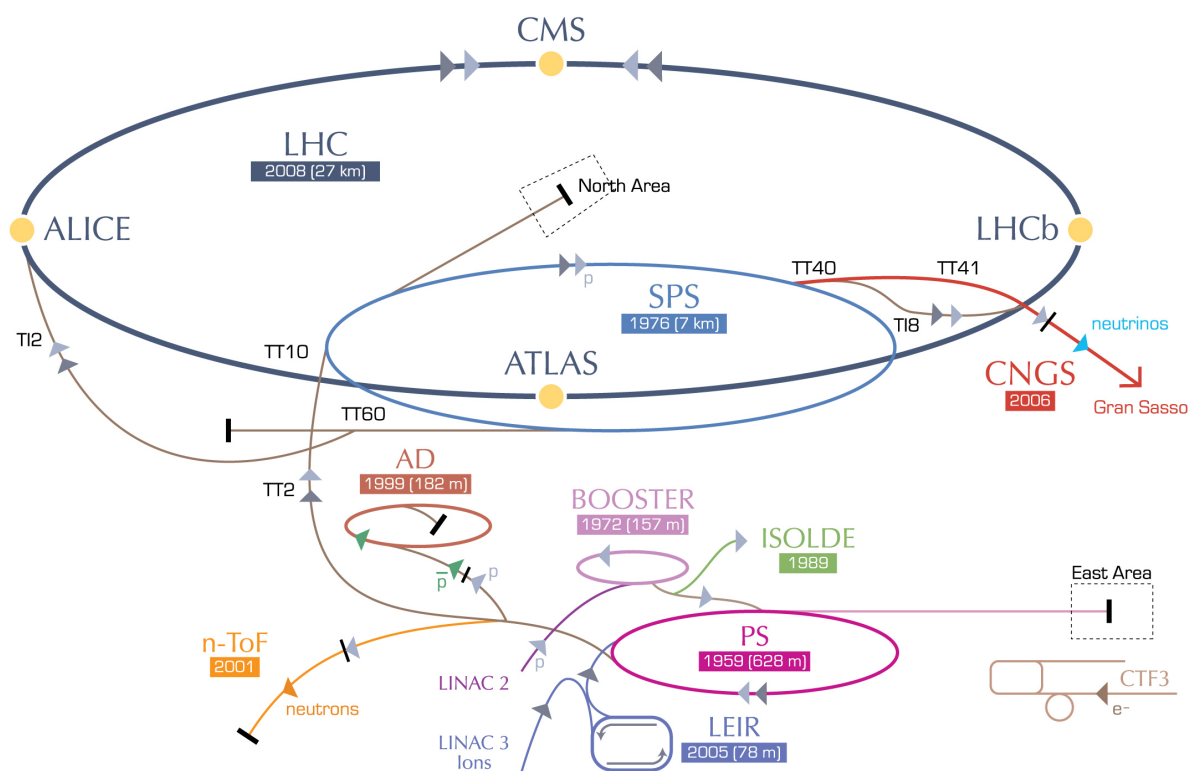 CMS
LHC
2008 (27 km)
North Area
ALICE
LHCb
TT40
TT41
p
SPS
1976 (7 km)
TI8
neutrinos
TI2
TT10
ATLAS
CNGS
2006
Gran Sasso
TT60
AD
1999 (182 m)
TT2
BOOSTER
1972 (157 m)
ISOLDE
1989
p̅
p
East Area
n-ToF
2001
PS
1959 (628 m)
p
LINAC 2
CTF3
e-
neutrons
LEIR
2005 (78 m)
LINAC 3
Ions